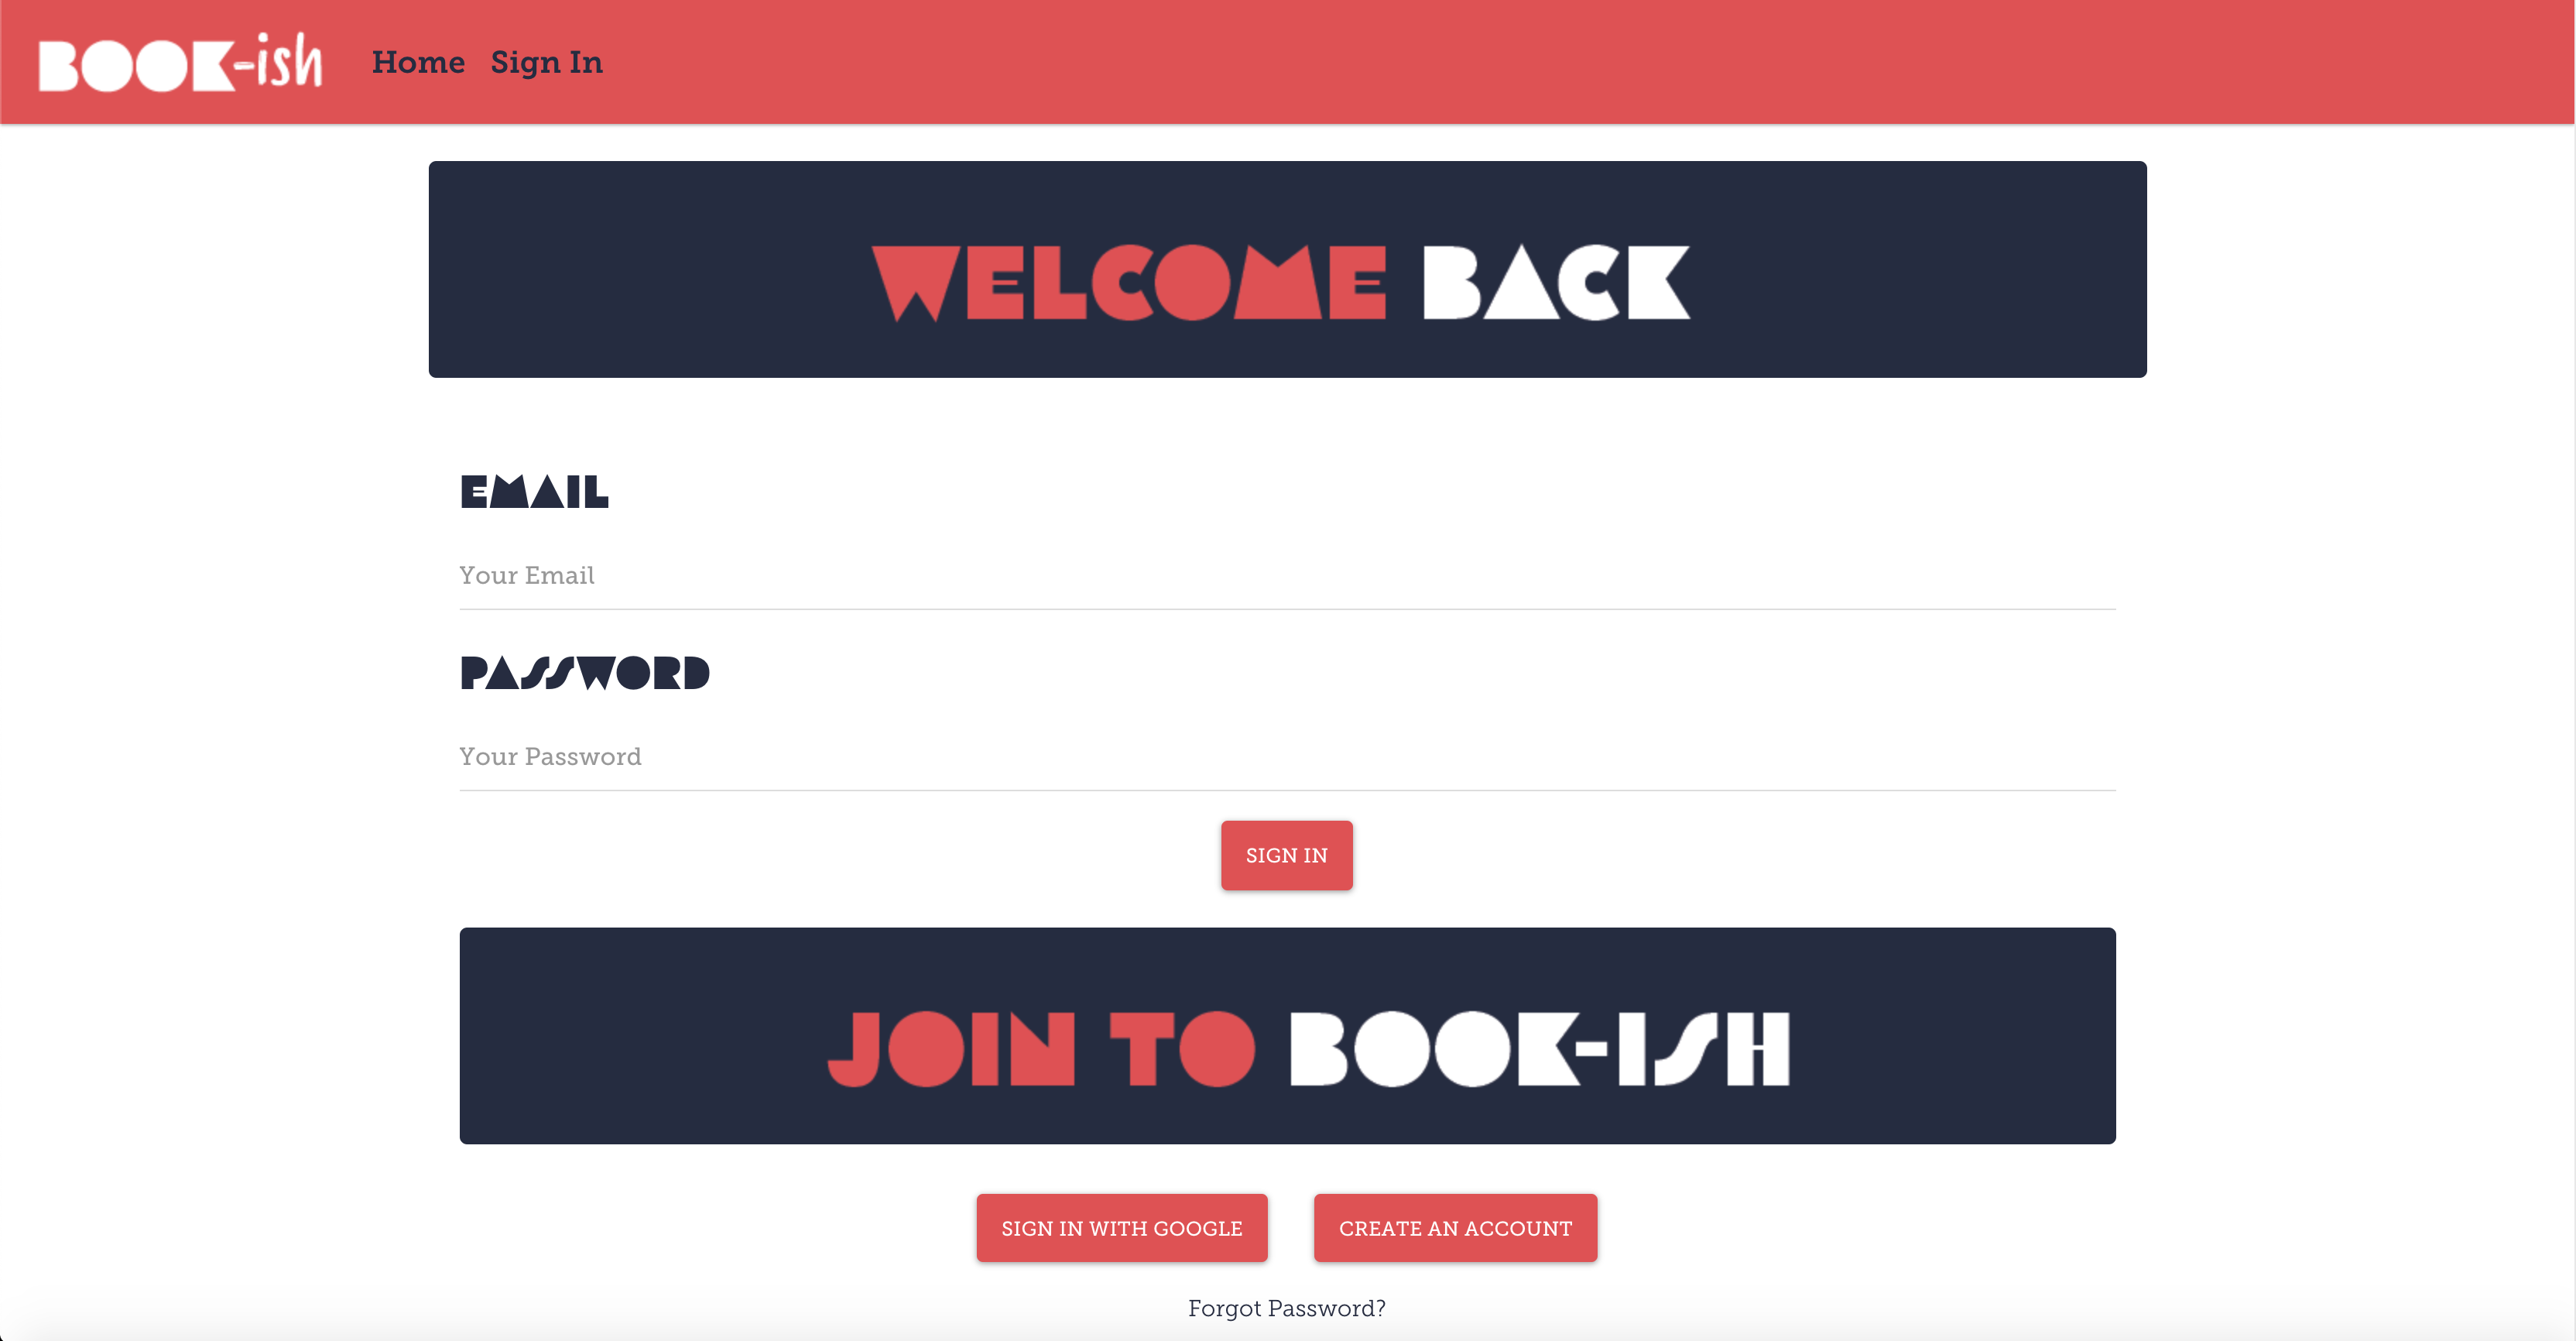 BOOK-ish Home Sign In
WELCOME BACK
EMAIL
Your Email
PASSWORD
Your Password
SIGN IN
JOIN TO BOOK-ISH
SIGN IN WITH GOOGLE CREATE AN ACCOUNT
Forgot Password?